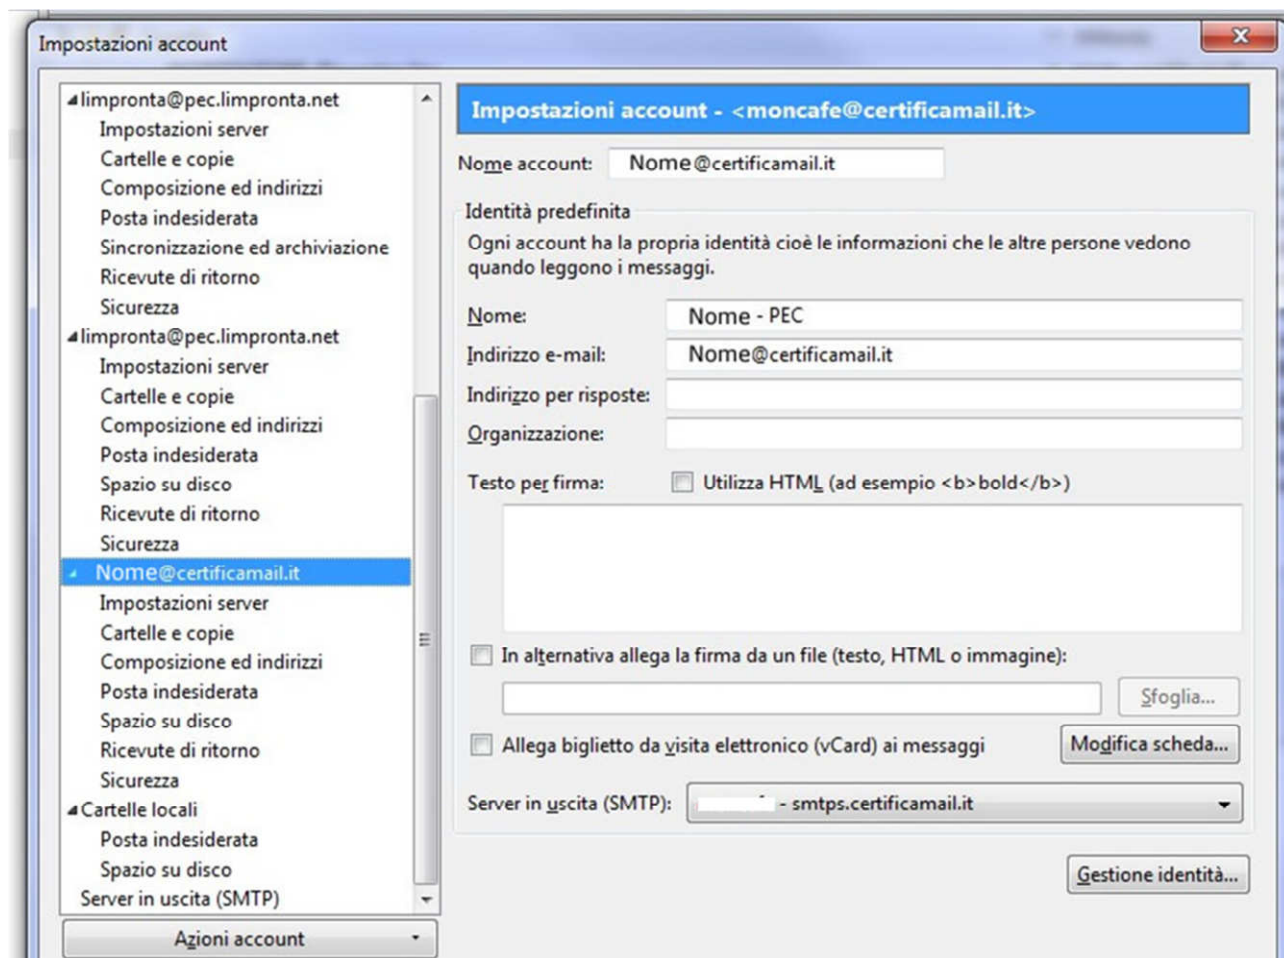 Impostazioni account
limpronta@pec.limpronta.net
Impostazioni server
Cartelle e copie
Composizione ed indirizzi
Posta indesiderata
Sincronizzazione ed archiviazione
Ricevute di ritorno
Sicurezza
limpronta@pec.limpronta.net
Impostazioni server
Cartelle e copie
Composizione ed indirizzi
Posta indesiderata
Spazio su disco
Ricevute di ritorno
Sicurezza
Nome@certificamail.it
Impostazioni server
Cartelle e copie
Composizione ed indirizzi
Posta indesiderata
Spazio su disco
Ricevute di ritorno
Sicurezza
Cartelle locali
Posta indesiderata
Spazio su disco
Server in uscita (SMTP)
Azioni account
Impostazioni account - <moncafe@certificamail.it>
Nome account: Nome@certificamail.it
Identità predefinita
Ogni account ha la propria identità cioè le informazioni che le altre persone vedono
quando leggono i messaggi.
Nome: Nome - PEC
Indirizzo e-mail: Nome@certificamail.it
Indirizzo per risposte:
Organizzazione:
Testo per firma: Utilizza HTML (ad esempio <b>bold</b>)
In alternativa allega la firma da un file (testo, HTML o immagine):
Sfoglia...
Allega biglietto da visita elettronico (vCard) ai messaggi Modifica scheda...
Server in uscita (SMTP): - smtps.certificamail.it
Gestione identità...